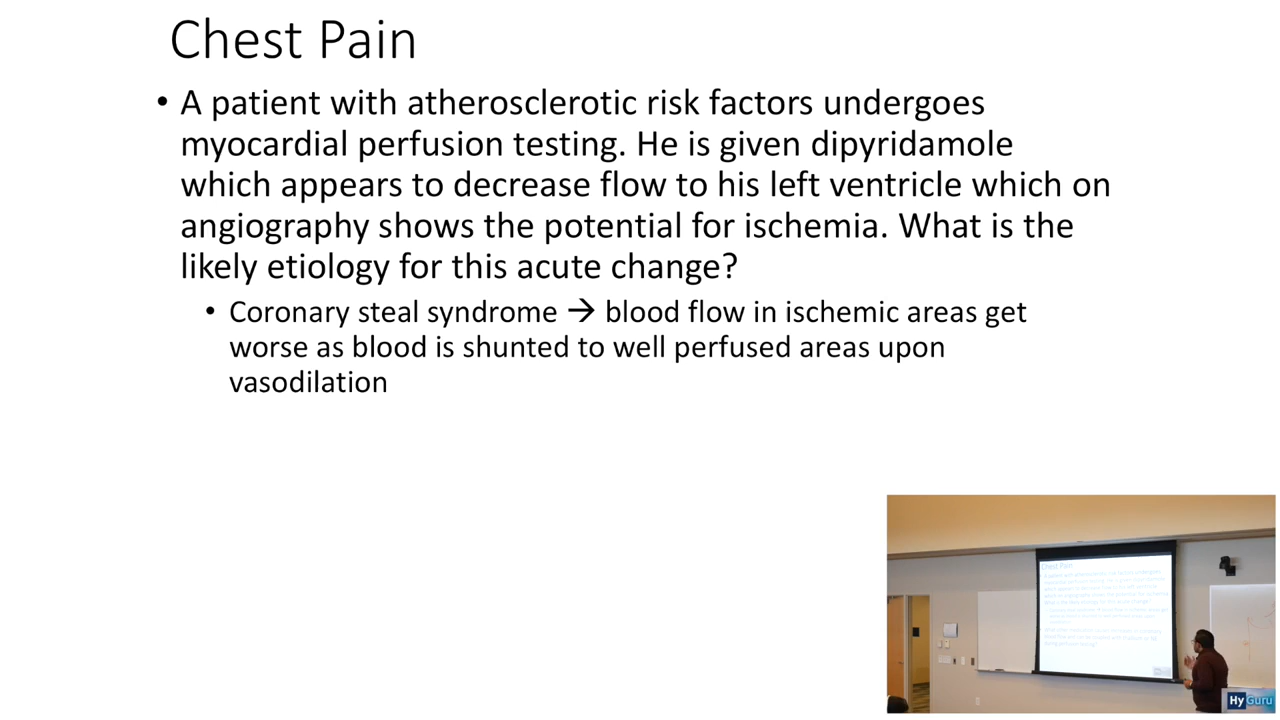 Chest Pain
• A patient with atherosclerotic risk factors undergoes
myocardial perfusion testing. He is given dipyridamole
which appears to decrease flow to his left ventricle which on
angiography shows the potential for ischemia. What is the
likely etiology for this acute change?
• Coronary steal syndrome → blood flow in ischemic areas get
worse as blood is shunted to well perfused areas upon
vasodilation
Chest Pain
HyGuru